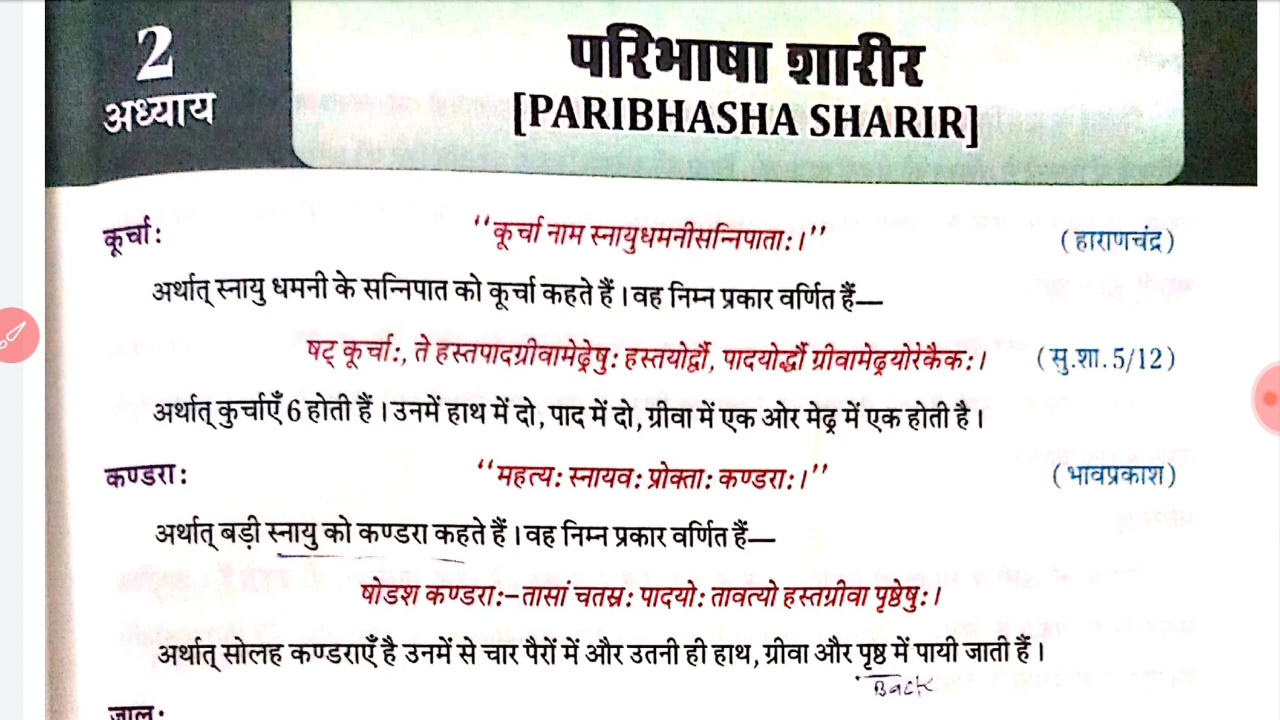 2
अध्याय
परिभाषा शारीर
[PARIBHASHA SHARIR]
कूर्चाः "कूर्चा नाम स्नायुधमनीसन्निपाताः।" (हाराणचंद्र)
अर्थात् स्नायु धमनी के सन्निपात को कूर्चा कहते हैं। वह निम्न प्रकार वर्णित हैं—
षट् कूर्चाः, ते हस्तपादग्रीवामेढ्रेषुः हस्तयोर्द्वौ, पादयोर्द्धौ ग्रीवामेढ्रयोरेकैकः। (सु.शा. 5/12)
अर्थात् कुर्चाएँ 6 होती हैं। उनमें हाथ में दो, पाद में दो, ग्रीवा में एक ओर मेढ्र में एक होती है।
कण्डराः "महत्यः स्नायवः प्रोक्ताः कण्डराः।" (भावप्रकाश)
अर्थात् बड़ी स्नायु को कण्डरा कहते हैं। वह निम्न प्रकार वर्णित हैं—
षोडश कण्डराः–तासां चतस्रः पादयोः तावत्यो हस्तग्रीवा पृष्ठेषुः।
अर्थात् सोलह कण्डराएँ है उनमें से चार पैरों में और उतनी ही हाथ, ग्रीवा और पृष्ठ में पायी जाती हैं।
Back
जालः